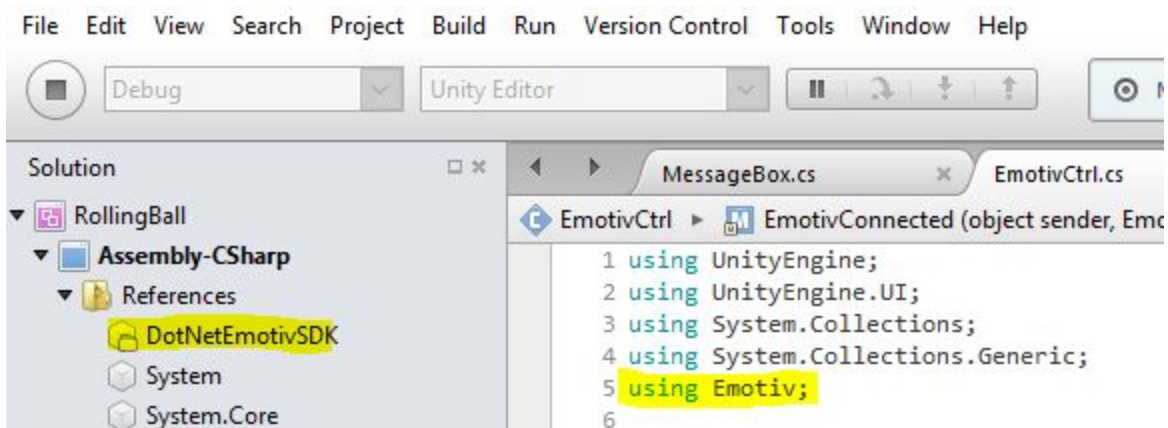 File Edit View Search Project Build Run Version Control Tools Window Help
Debug Unity Editor
Solution
RollingBall
Assembly-CSharp
References
DotNetEmotivSDK
System
System.Core
MessageBox.cs EmotivCtrl.cs
EmotivCtrl EmotivConnected (object sender, Emo
1 using UnityEngine;
2 using UnityEngine.UI;
3 using System.Collections;
4 using System.Collections.Generic;
5 using Emotiv;
6